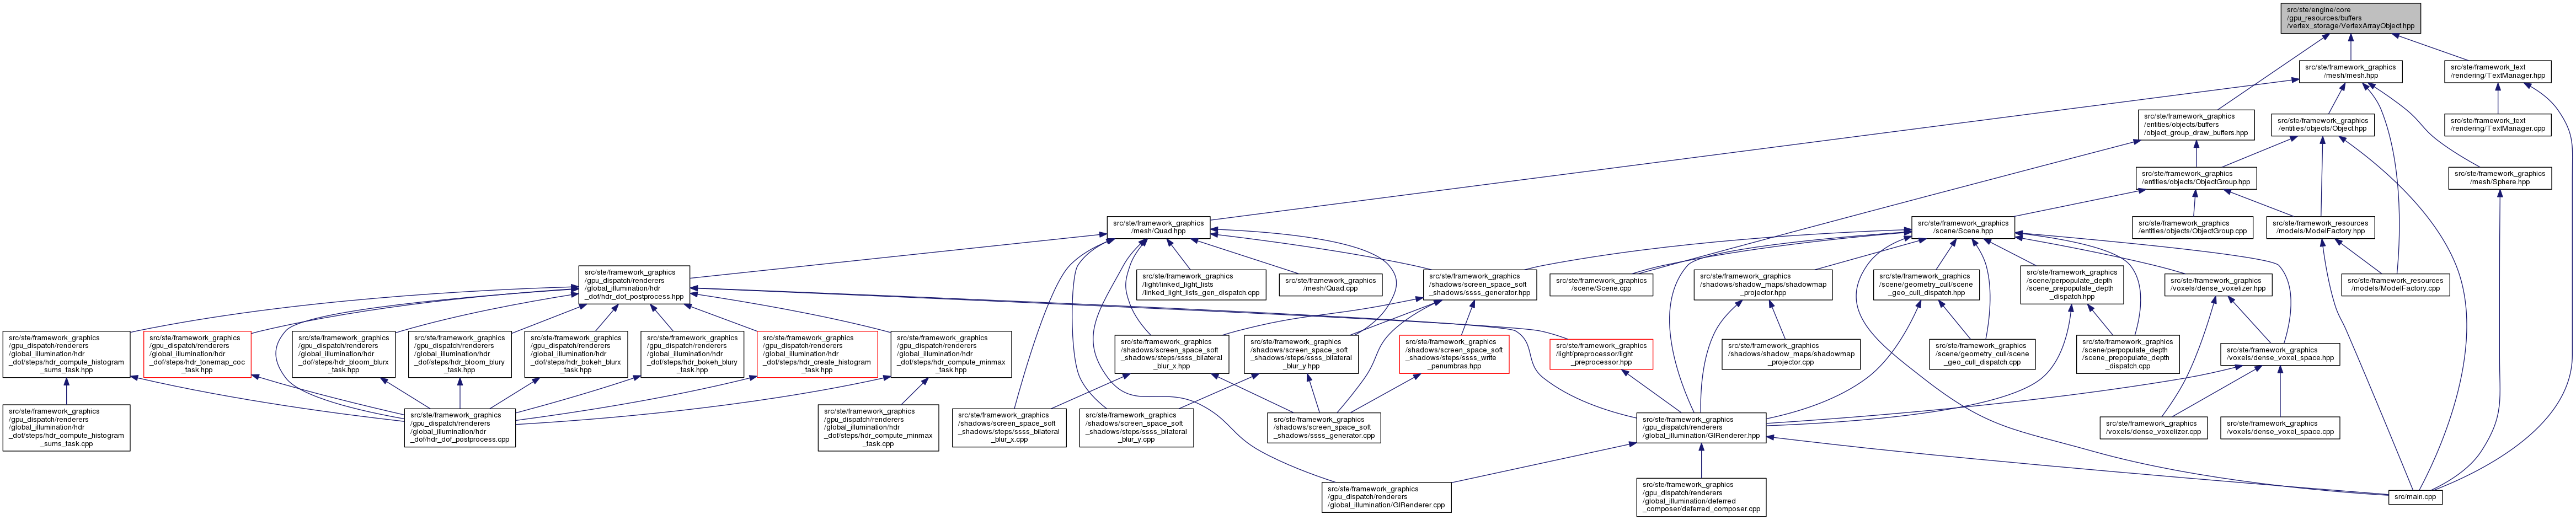 src/ste/engine/core
/gpu_resources/buffers
/vertex_storage/VertexArrayObject.hpp
src/ste/framework_graphics
/mesh/mesh.hpp
src/ste/framework_text
/rendering/TextManager.hpp
src/ste/framework_graphics
/entities/objects/buffers
/object_group_draw_buffers.hpp
src/ste/framework_graphics
/entities/objects/Object.hpp
src/ste/framework_text
/rendering/TextManager.cpp
src/ste/framework_graphics
/entities/objects/ObjectGroup.hpp
src/ste/framework_graphics
/mesh/Sphere.hpp
src/ste/framework_graphics
/mesh/Quad.hpp
src/ste/framework_graphics
/scene/Scene.hpp
src/ste/framework_graphics
/entities/objects/ObjectGroup.cpp
src/ste/framework_resources
/models/ModelFactory.hpp
src/ste/framework_graphics
/gpu_dispatch/renderers
/global_illumination/hdr
_dof/hdr_dof_postprocess.hpp
src/ste/framework_graphics
/light/linked_light_lists
/linked_light_lists_gen_dispatch.cpp
src/ste/framework_graphics
/mesh/Quad.cpp
src/ste/framework_graphics
/shadows/screen_space_soft
_shadows/ssss_generator.hpp
src/ste/framework_graphics
/scene/Scene.cpp
src/ste/framework_graphics
/shadows/shadow_maps/shadowmap
_projector.hpp
src/ste/framework_graphics
/scene/geometry_cull/scene
_geo_cull_dispatch.hpp
src/ste/framework_graphics
/scene/perpopulate_depth
/scene_prepopulate_depth
_dispatch.hpp
src/ste/framework_graphics
/voxels/dense_voxelizer.hpp
src/ste/framework_resources
/models/ModelFactory.cpp
src/ste/framework_graphics
/gpu_dispatch/renderers
/global_illumination/hdr
_dof/steps/hdr_compute_histogram
_sums_task.hpp
src/ste/framework_graphics
/gpu_dispatch/renderers
/global_illumination/hdr
_dof/steps/hdr_tonemap_coc
_task.hpp
src/ste/framework_graphics
/gpu_dispatch/renderers
/global_illumination/hdr
_dof/steps/hdr_bloom_blurx
_task.hpp
src/ste/framework_graphics
/gpu_dispatch/renderers
/global_illumination/hdr
_dof/steps/hdr_bloom_blury
_task.hpp
src/ste/framework_graphics
/gpu_dispatch/renderers
/global_illumination/hdr
_dof/steps/hdr_bokeh_blurx
_task.hpp
src/ste/framework_graphics
/gpu_dispatch/renderers
/global_illumination/hdr
_dof/steps/hdr_bokeh_blury
_task.hpp
src/ste/framework_graphics
/gpu_dispatch/renderers
/global_illumination/hdr
_dof/steps/hdr_create_histogram
_task.hpp
src/ste/framework_graphics
/gpu_dispatch/renderers
/global_illumination/hdr
_dof/steps/hdr_compute_minmax
_task.hpp
src/ste/framework_graphics
/shadows/screen_space_soft
_shadows/steps/ssss_bilateral
_blur_x.hpp
src/ste/framework_graphics
/shadows/screen_space_soft
_shadows/steps/ssss_bilateral
_blur_y.hpp
src/ste/framework_graphics
/shadows/screen_space_soft
_shadows/steps/ssss_write
_penumbras.hpp
src/ste/framework_graphics
/light/preprocessor/light
_preprocessor.hpp
src/ste/framework_graphics
/shadows/shadow_maps/shadowmap
_projector.cpp
src/ste/framework_graphics
/scene/geometry_cull/scene
_geo_cull_dispatch.cpp
src/ste/framework_graphics
/scene/perpopulate_depth
/scene_prepopulate_depth
_dispatch.cpp
src/ste/framework_graphics
/voxels/dense_voxel_space.hpp
src/ste/framework_graphics
/gpu_dispatch/renderers
/global_illumination/hdr
_dof/steps/hdr_compute_histogram
_sums_task.cpp
src/ste/framework_graphics
/gpu_dispatch/renderers
/global_illumination/hdr
_dof/hdr_dof_postprocess.cpp
src/ste/framework_graphics
/gpu_dispatch/renderers
/global_illumination/hdr
_dof/steps/hdr_compute_minmax
_task.cpp
src/ste/framework_graphics
/shadows/screen_space_soft
_shadows/steps/ssss_bilateral
_blur_x.cpp
src/ste/framework_graphics
/shadows/screen_space_soft
_shadows/steps/ssss_bilateral
_blur_y.cpp
src/ste/framework_graphics
/shadows/screen_space_soft
_shadows/ssss_generator.cpp
src/ste/framework_graphics
/gpu_dispatch/renderers
/global_illumination/GIRenderer.hpp
src/ste/framework_graphics
/voxels/dense_voxelizer.cpp
src/ste/framework_graphics
/voxels/dense_voxel_space.cpp
src/ste/framework_graphics
/gpu_dispatch/renderers
/global_illumination/GIRenderer.cpp
src/ste/framework_graphics
/gpu_dispatch/renderers
/global_illumination/deferred
_composer/deferred_composer.cpp
src/main.cpp